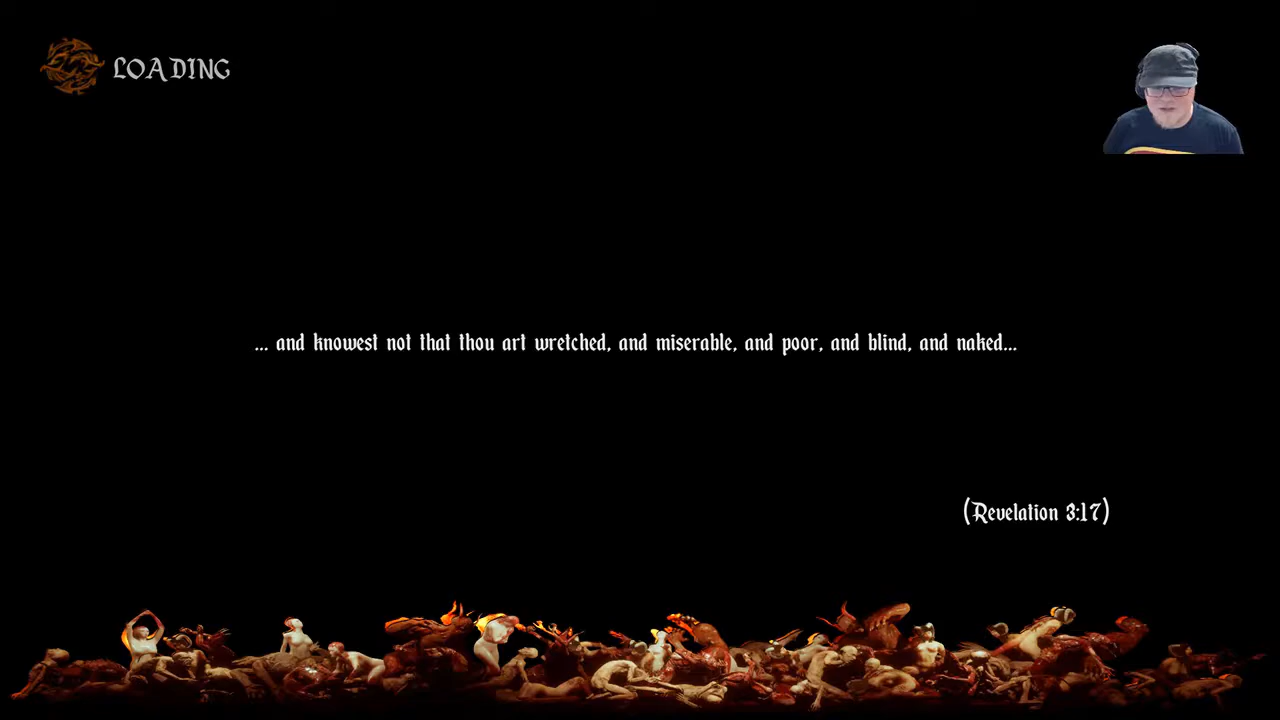 LOADING
... and knowest not that thou art wretched, and miserable, and poor, and blind, and naked...
(Revelation 3:17)